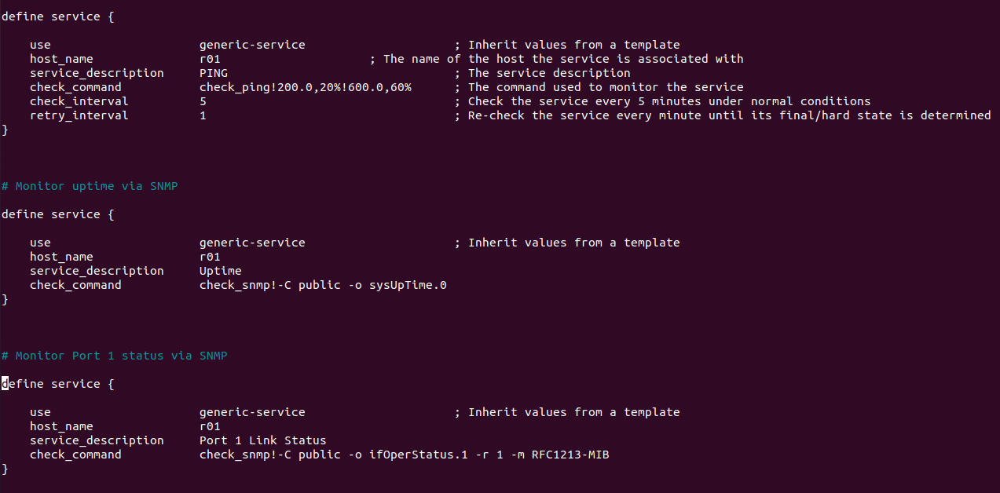 define service {
    use                     generic-service                     ; Inherit values from a template
    host_name               r01                     ; The name of the host the service is associated with
    service_description     PING                                ; The service description
    check_command           check_ping!200.0,20%!600.0,60%      ; The command used to monitor the service
    check_interval          5                                   ; Check the service every 5 minutes under normal conditions
    retry_interval          1                                   ; Re-check the service every minute until its final/hard state is determined
}
# Monitor uptime via SNMP
define service {
    use                     generic-service                     ; Inherit values from a template
    host_name               r01
    service_description     Uptime
    check_command           check_snmp!-C public -o sysUpTime.0
}
# Monitor Port 1 status via SNMP
define service {
    use                     generic-service                     ; Inherit values from a template
    host_name               r01
    service_description     Port 1 Link Status
    check_command           check_snmp!-C public -o ifOperStatus.1 -r 1 -m RFC1213-MIB
}